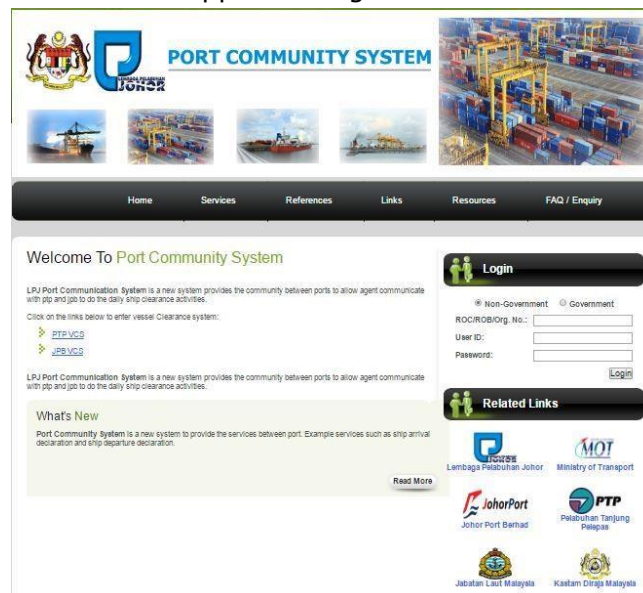 LEMBAGA PELABUHAN
JOHOR
PORT COMMUNITY SYSTEM
Home Services References Links Resources FAQ / Enquiry
Welcome To Port Community System
LPJ Port Communication System is a new system provides the community between ports to allow agent communicate
with ptp and jpb to do the daily ship clearance activities.
Click on the links below to enter vessel Clearance system:
PTP VCS
JPB VCS
LPJ Port Communication System is a new system provides the community between ports to allow agent communicate
with ptp and jpb to do the daily ship clearance activities.
What's New
Port Community System is a new system to provide the services between port. Example services such as ship arrival
declaration and ship departure declaration.
Read More
Login
Non-Government Government
ROC/ROB/Org. No.:
User ID:
Password:
Login
Related Links
JOHOR
Lembaga Pelabuhan Johor
MOT
Ministry of Transport
JohorPort
Johor Port Berhad
PTP
Pelabuhan Tanjung
Pelepas
Jabatan Laut Malaysia
Kastam Diraja Malaysia